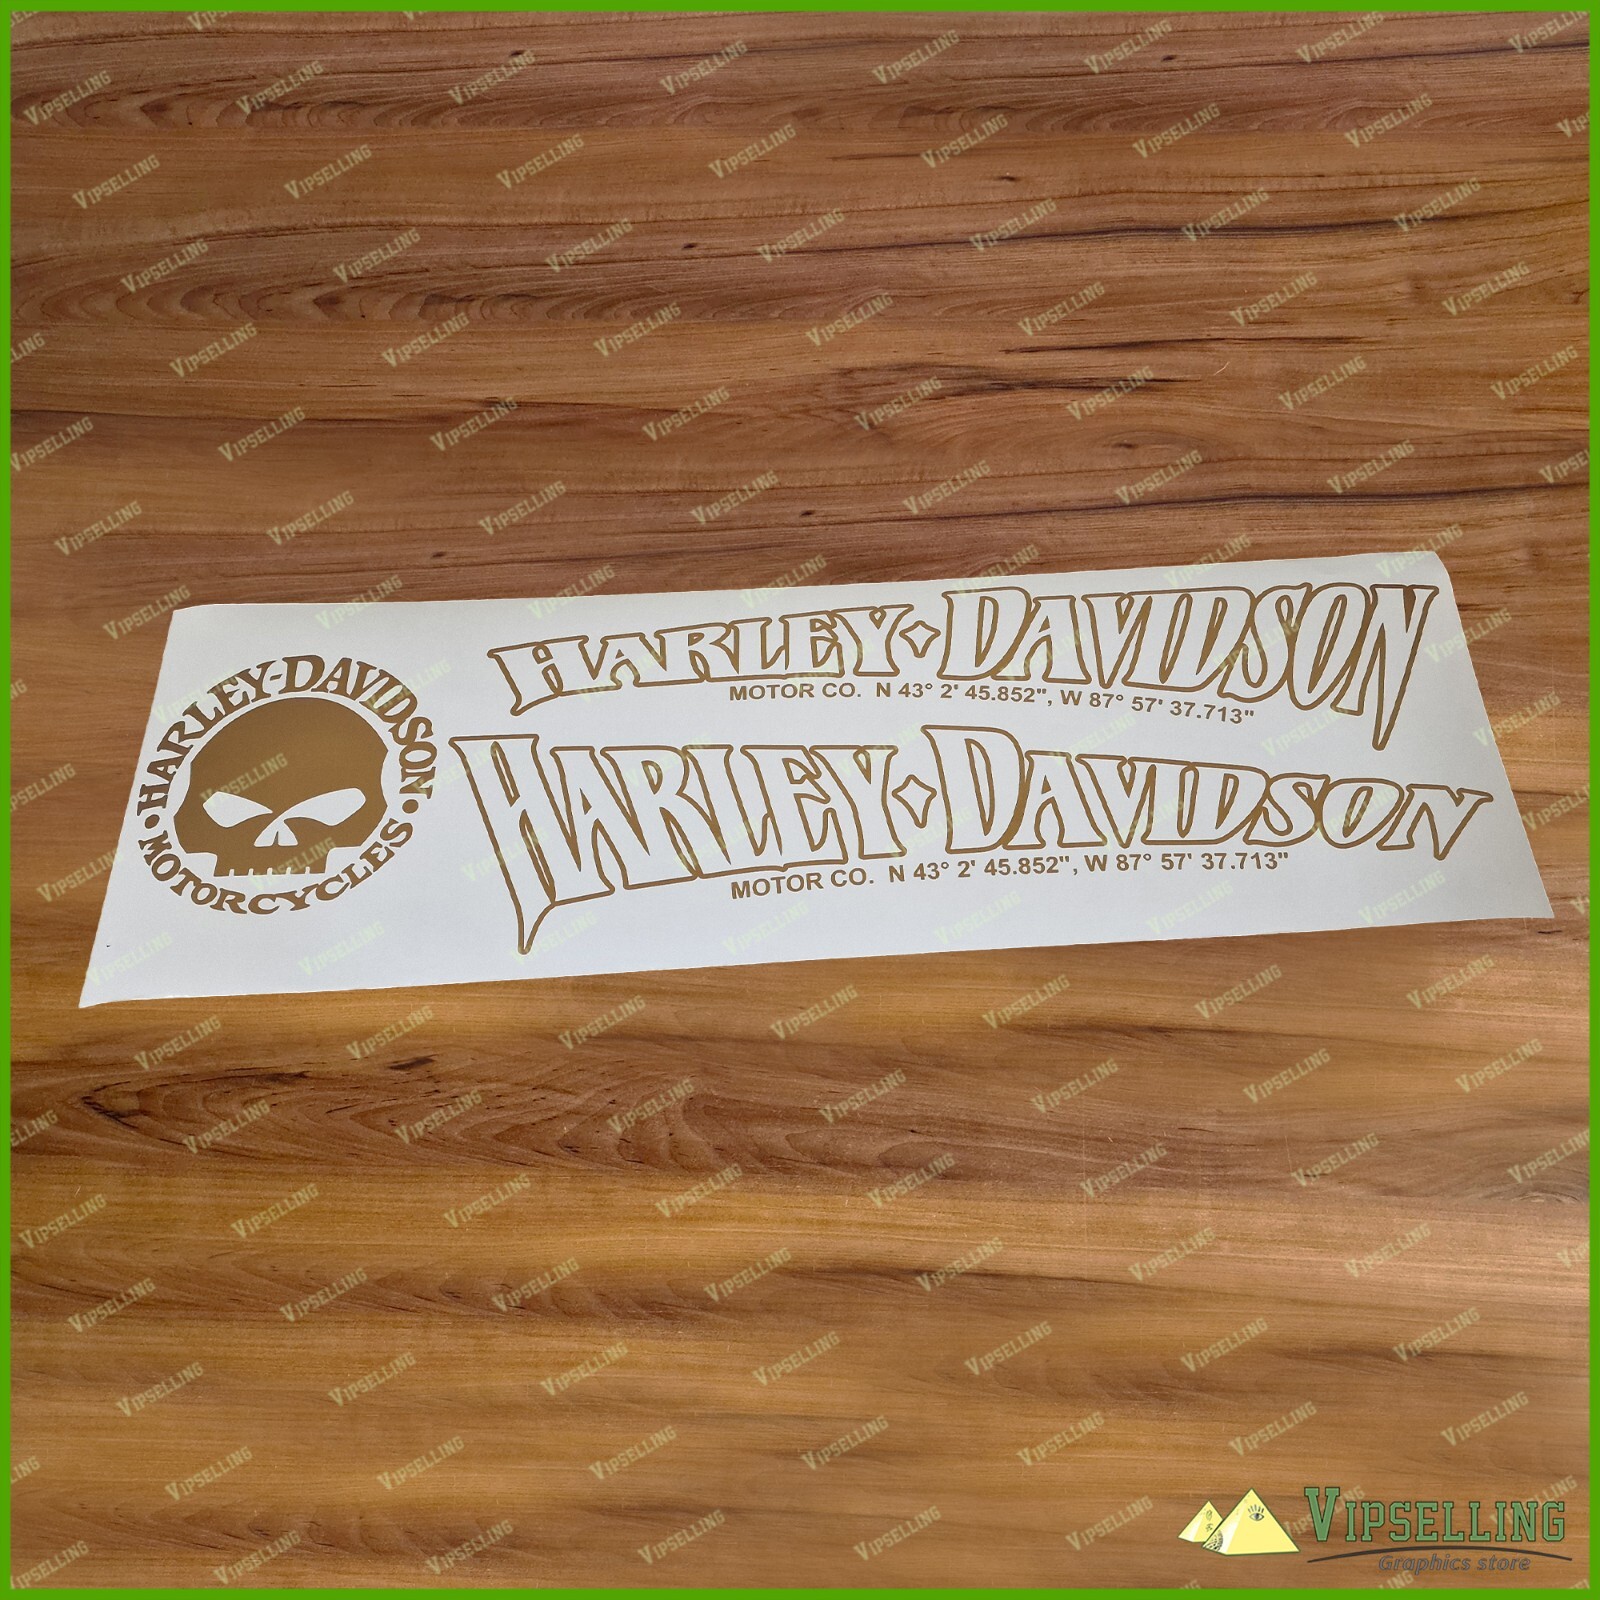 HARLEY-DAVIDSON
MOTORCYCLES
HARLEY DAVIDSON
MOTOR CO. N 43° 2' 45.852", W 87° 57' 37.713"
HARLEY DAVIDSON
MOTOR CO. N 43° 2' 45.852", W 87° 57' 37.713"
VIPSELLING
Graphics store